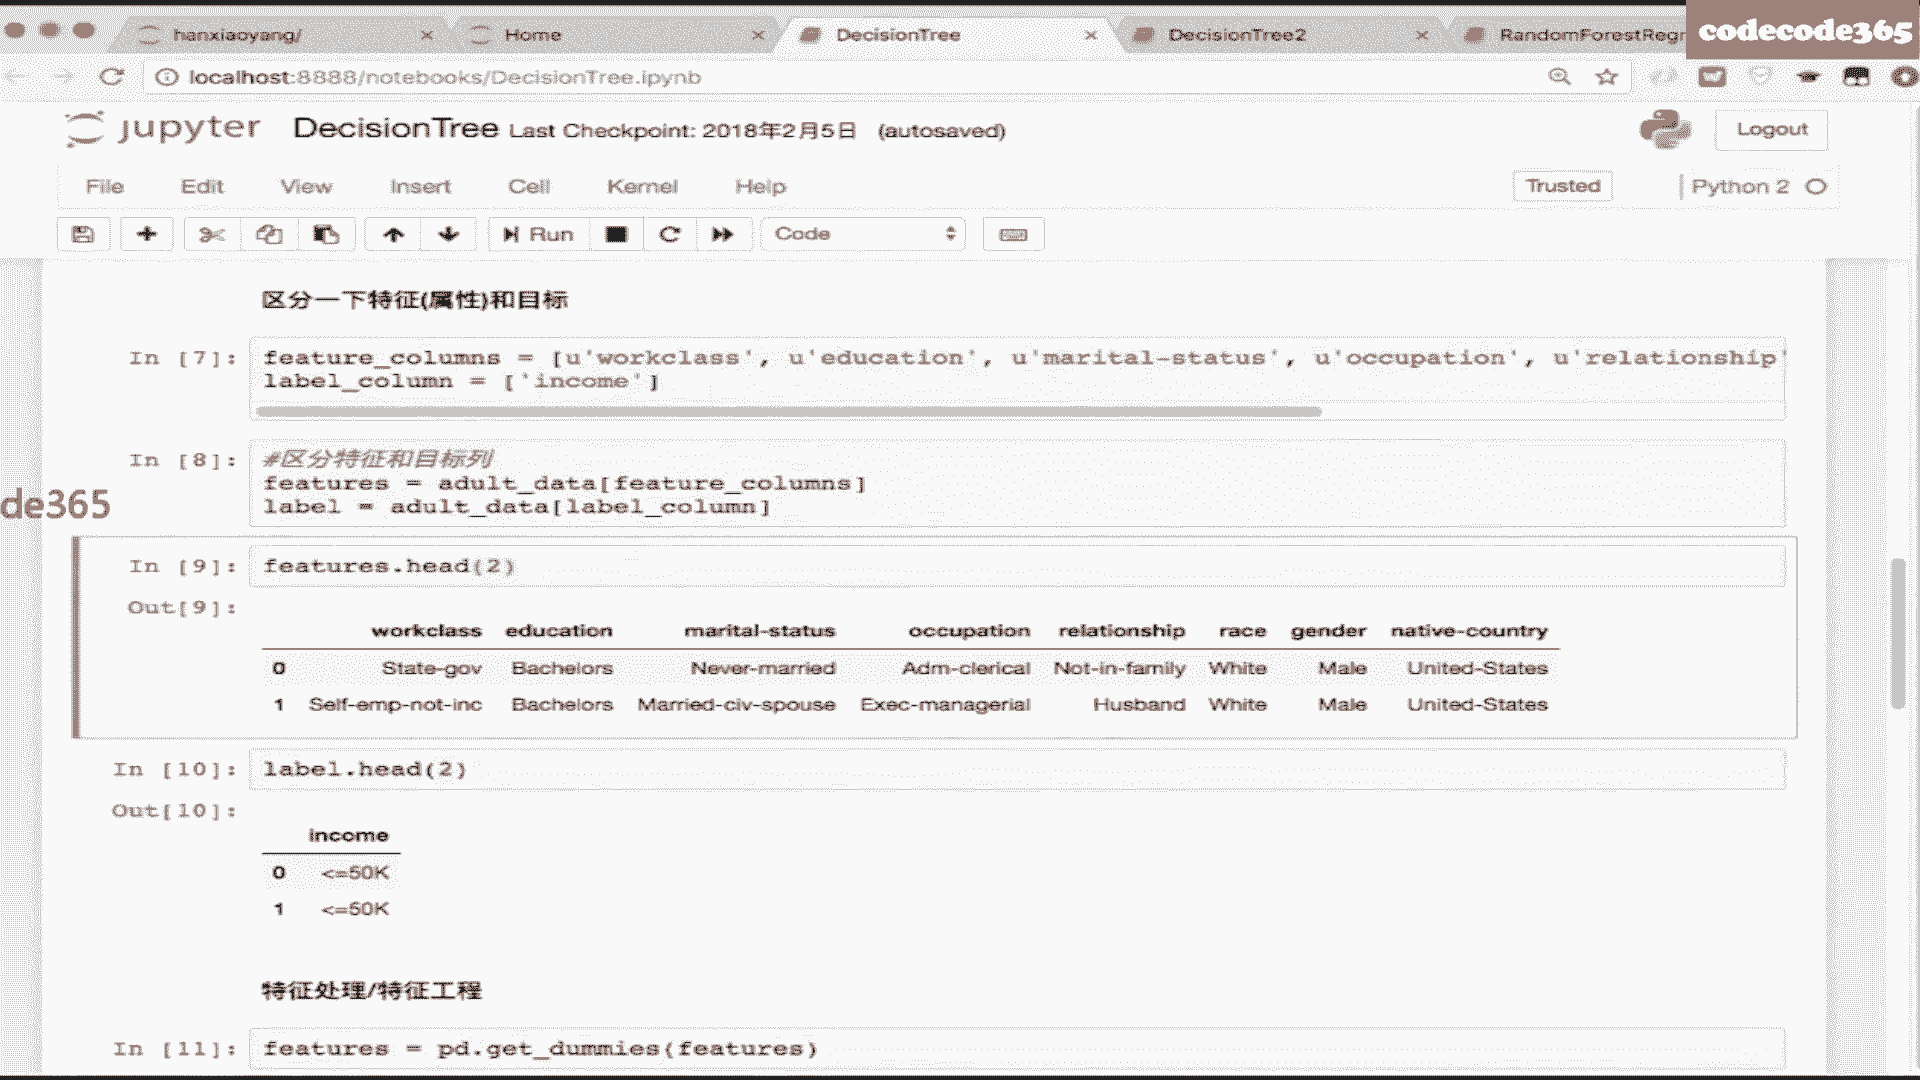 hanxiaoyang/
Home
DecisionTree
DecisionTree2
RandomForestRegr
codecode365
localhost:8888/notebooks/DecisionTree.ipynb
jupyter DecisionTree Last Checkpoint: 2018年2月5日 (autosaved)
Logout
File Edit View Insert Cell Kernel Help
Trusted
Python 2
Run
Code
区分一下特征(属性)和目标
In [7]: feature_columns = [u'workclass', u'education', u'marital-status', u'occupation', u'relationship'
label_column = ['income']
In [8]: #区分特征和目标列
features = adult_data[feature_columns]
label = adult_data[label_column]
de365
In [9]: features.head(2)
Out[9]:
workclass education marital-status occupation relationship race gender native-country
0 State-gov Bachelors Never-married Adm-clerical Not-in-family White Male United-States
1 Self-emp-not-inc Bachelors Married-civ-spouse Exec-managerial Husband White Male United-States
In [10]: label.head(2)
Out[10]:
income
0 <=50K
1 <=50K
特征处理/特征工程
In [11]: features = pd.get_dummies(features)